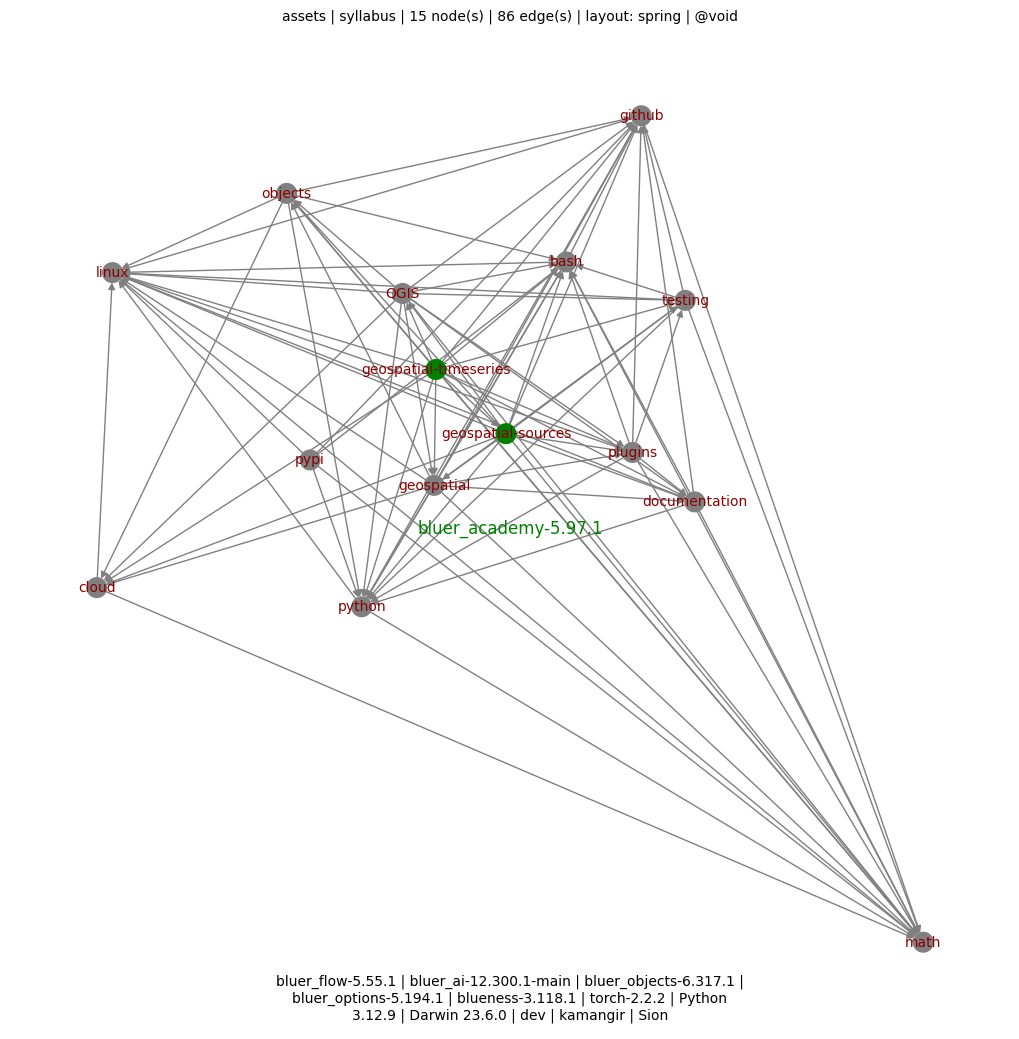 assets | syllabus | 15 node(s) | 86 edge(s) | layout: spring | @void
github
objects
bash
linux
QGIS
testing
geospatial-timeseries
geospatial-sources
plugins
pypi
geospatial
documentation
bluer_academy-5.97.1
cloud
python
math
bluer_flow-5.55.1 | bluer_ai-12.300.1-main | bluer_objects-6.317.1 |
bluer_options-5.194.1 | blueness-3.118.1 | torch-2.2.2 | Python
3.12.9 | Darwin 23.6.0 | dev | kamangir | Sion